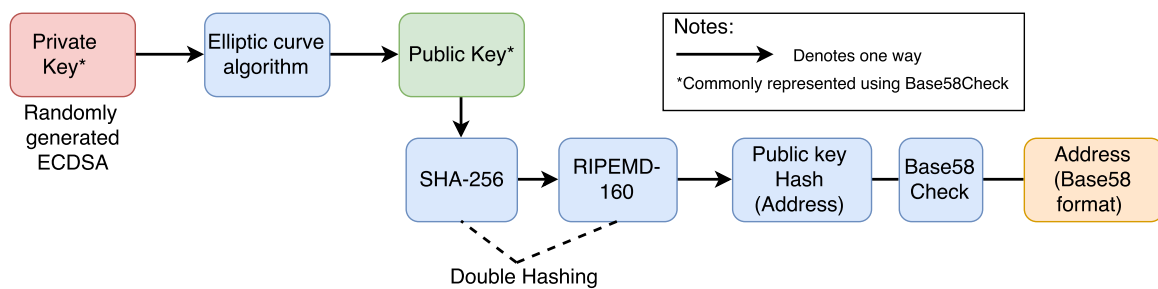 Private
Key*
Elliptic curve
algorithm
Public Key*
Notes:
Denotes one way
*Commonly represented using Base58Check
Randomly
generated
ECDSA
SHA-256
RIPEMD-
160
Public key
Hash
(Address)
Base58
Check
Address
(Base58
format)
Double Hashing